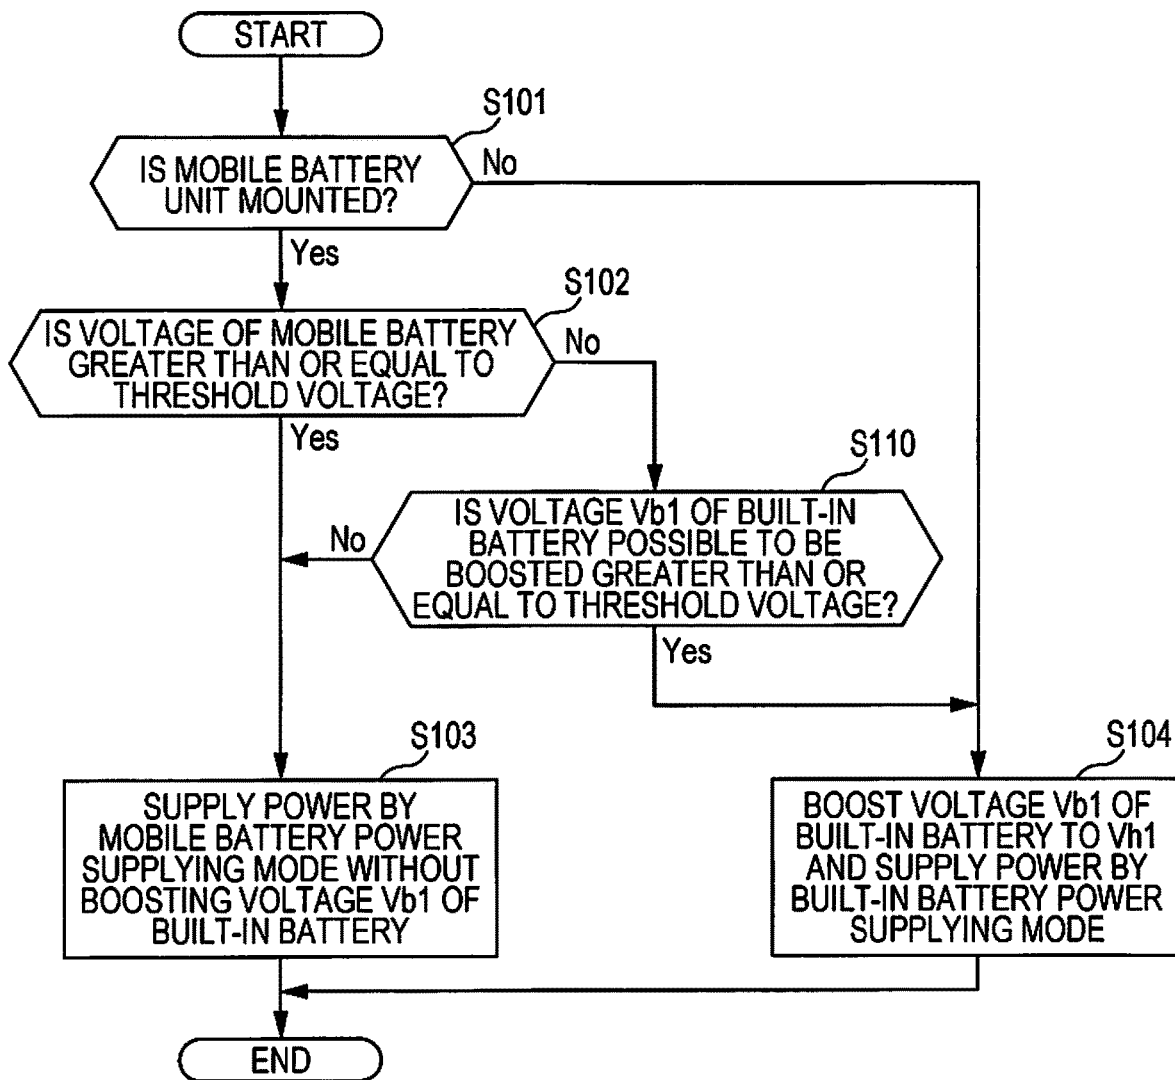 START
S101
IS MOBILE BATTERY
UNIT MOUNTED?
No
Yes
S102
IS VOLTAGE OF MOBILE BATTERY
GREATER THAN OR EQUAL TO
THRESHOLD VOLTAGE?
No
Yes
S110
IS VOLTAGE Vb1 OF BUILT-IN
BATTERY POSSIBLE TO BE
BOOSTED GREATER THAN OR
EQUAL TO THRESHOLD VOLTAGE?
No
Yes
S103
SUPPLY POWER BY
MOBILE BATTERY POWER
SUPPLYING MODE WITHOUT
BOOSTING VOLTAGE Vb1 OF
BUILT-IN BATTERY
S104
BOOST VOLTAGE Vb1 OF
BUILT-IN BATTERY TO Vh1
AND SUPPLY POWER BY
BUILT-IN BATTERY POWER
SUPPLYING MODE
END